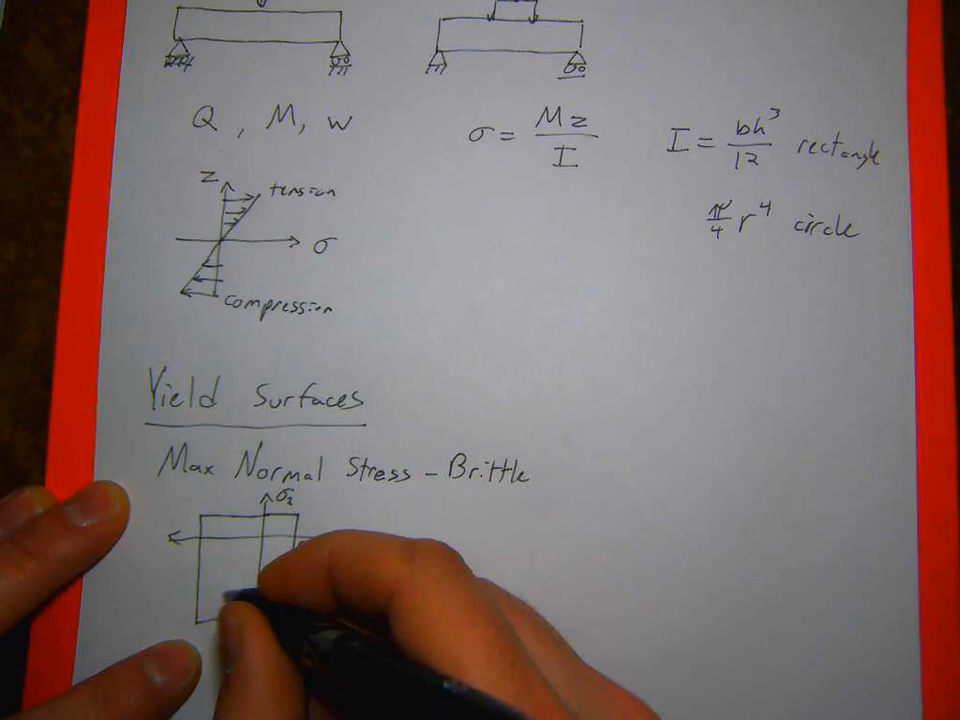 Q, M, w
σ = Mz / I
I = bh³ / 12 rectangle
π/4 r⁴ circle
z
tension
σ
compression
Yield Surfaces
Max Normal Stress - Brittle
σ₂